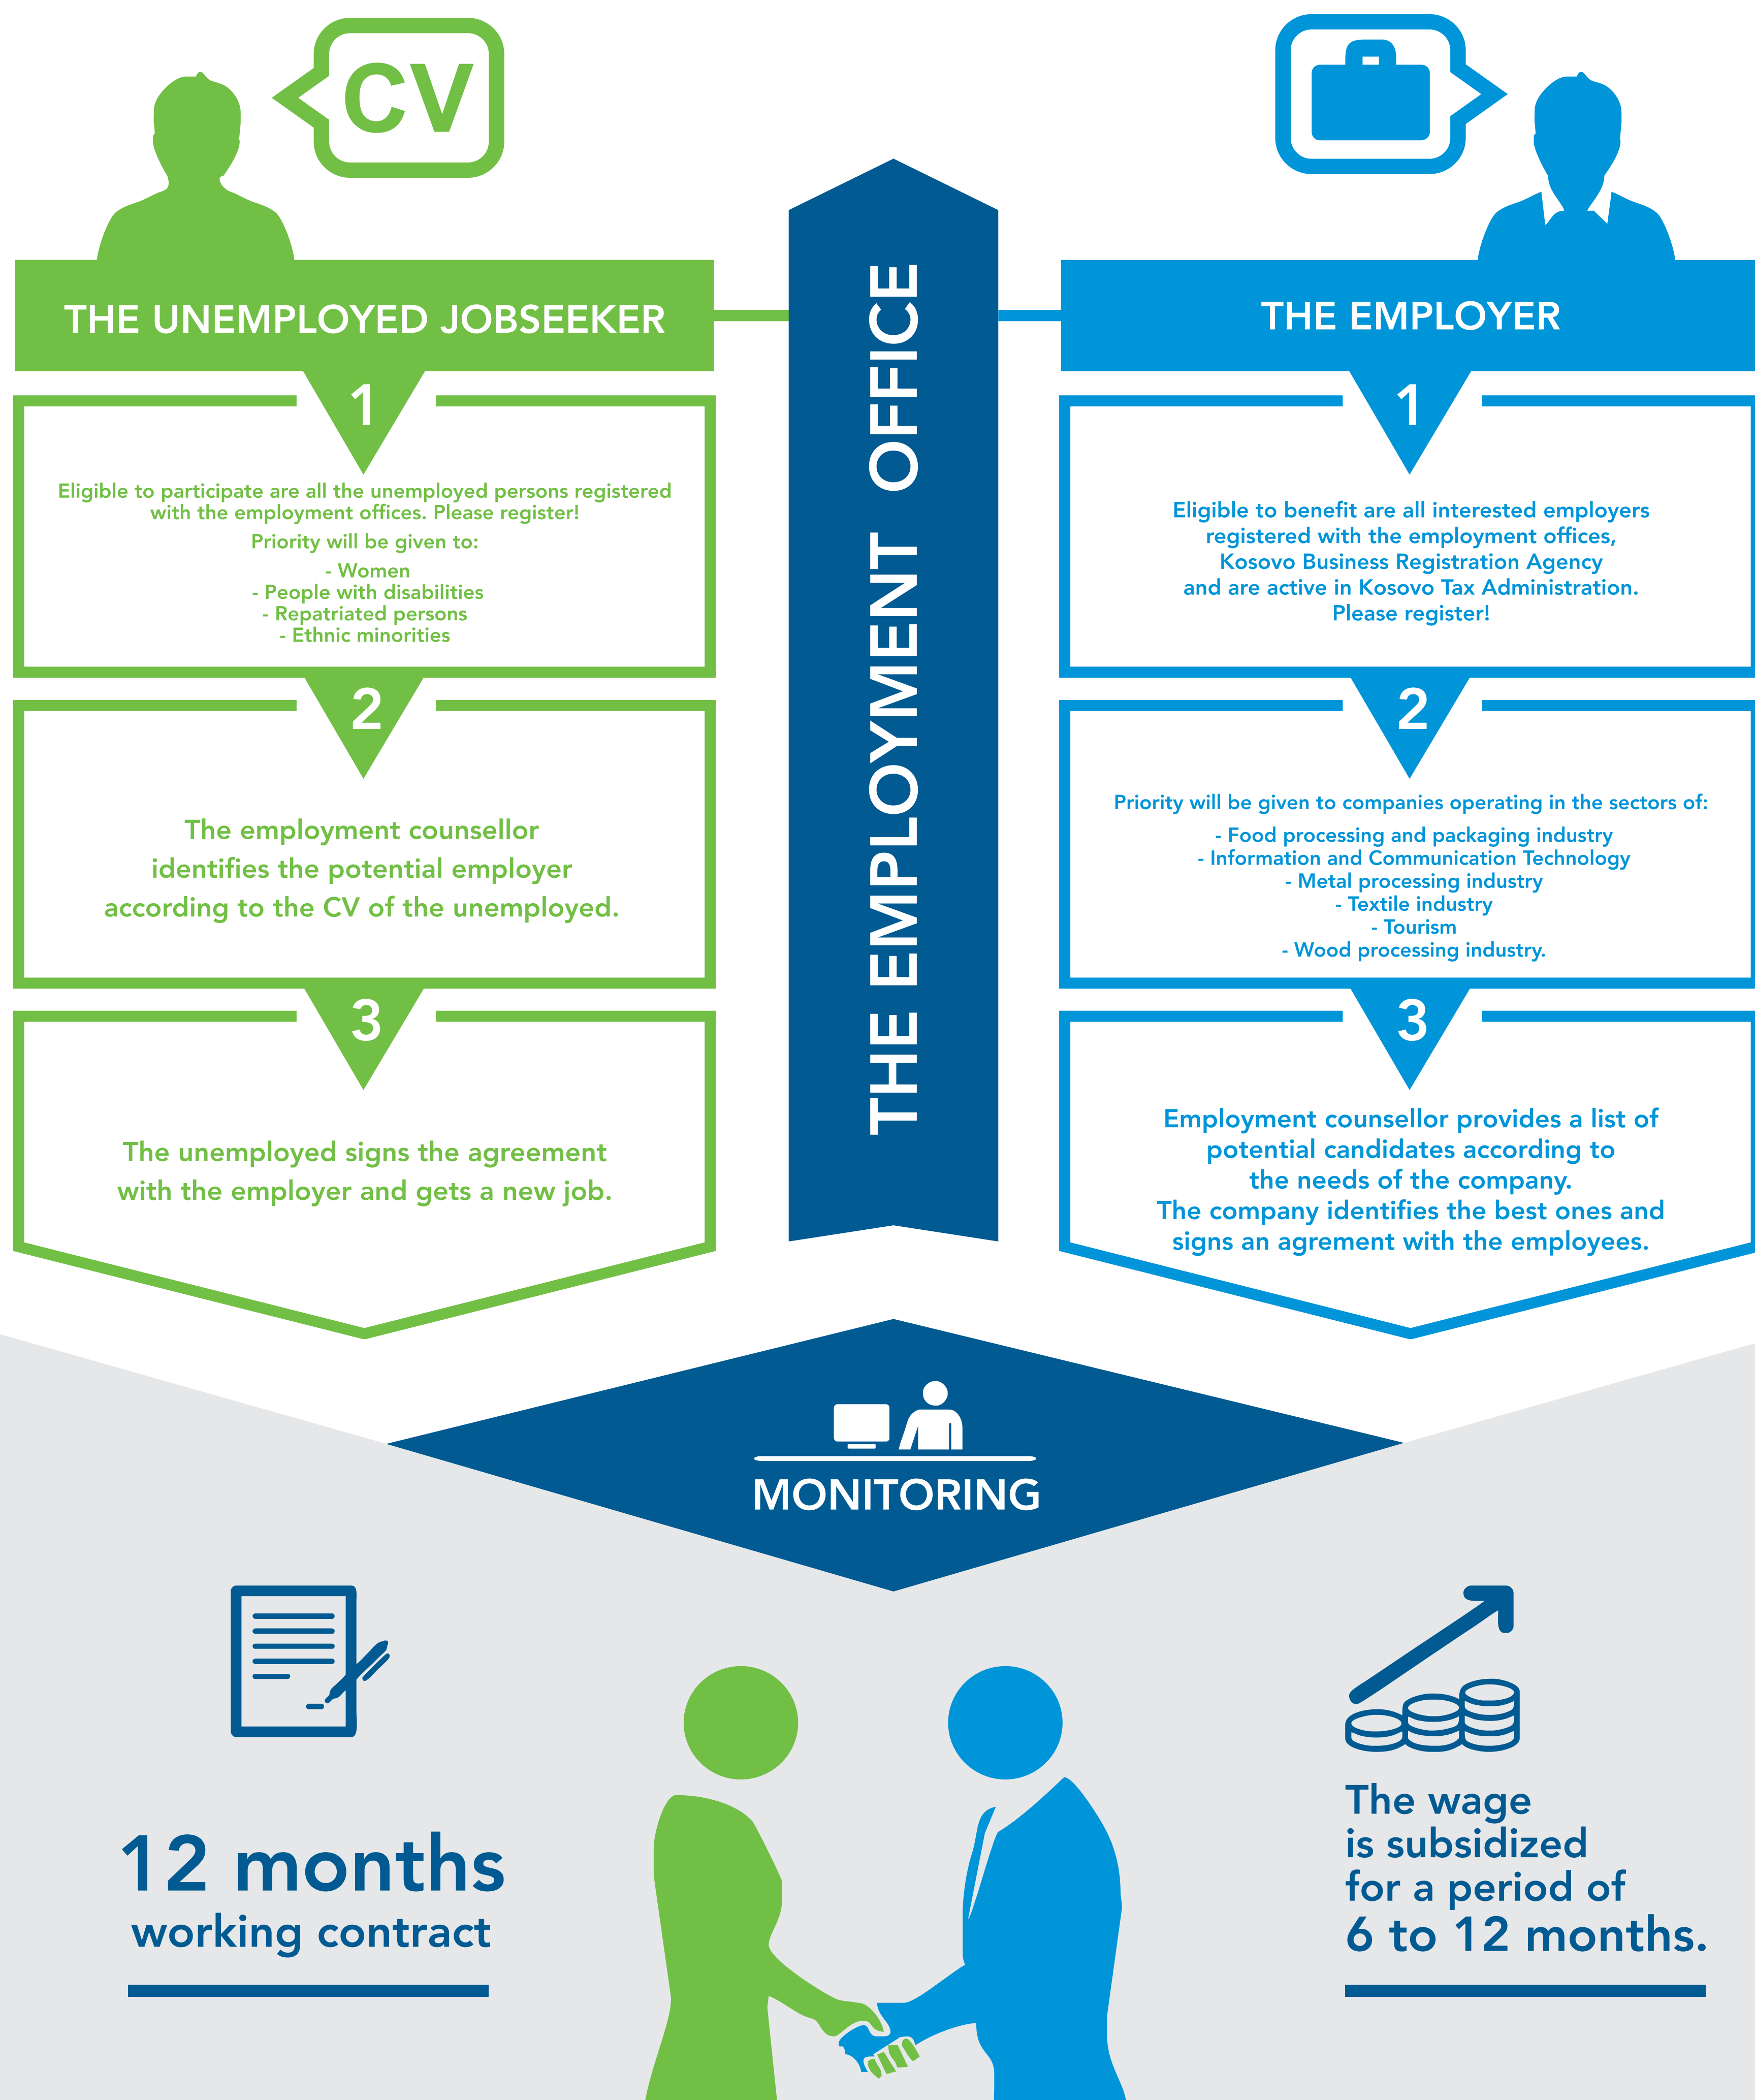 CV
THE UNEMPLOYED JOBSEEKER
1
Eligible to participate are all the unemployed persons registered
with the employment offices. Please register!
Priority will be given to:
- Women
- People with disabilities
- Repatriated persons
- Ethnic minorities
2
The employment counsellor
identifies the potential employer
according to the CV of the unemployed.
3
The unemployed signs the agreement
with the employer and gets a new job.
THE EMPLOYMENT OFFICE
THE EMPLOYER
1
Eligible to benefit are all interested employers
registered with the employment offices,
Kosovo Business Registration Agency
and are active in Kosovo Tax Administration.
Please register!
2
Priority will be given to companies operating in the sectors of:
- Food processing and packaging industry
- Information and Communication Technology
- Metal processing industry
- Textile industry
- Tourism
- Wood processing industry.
3
Employment counsellor provides a list of
potential candidates according to
the needs of the company.
The company identifies the best ones and
signs an agrement with the employees.
MONITORING
12 months
working contract
The wage
is subsidized
for a period of
6 to 12 months.